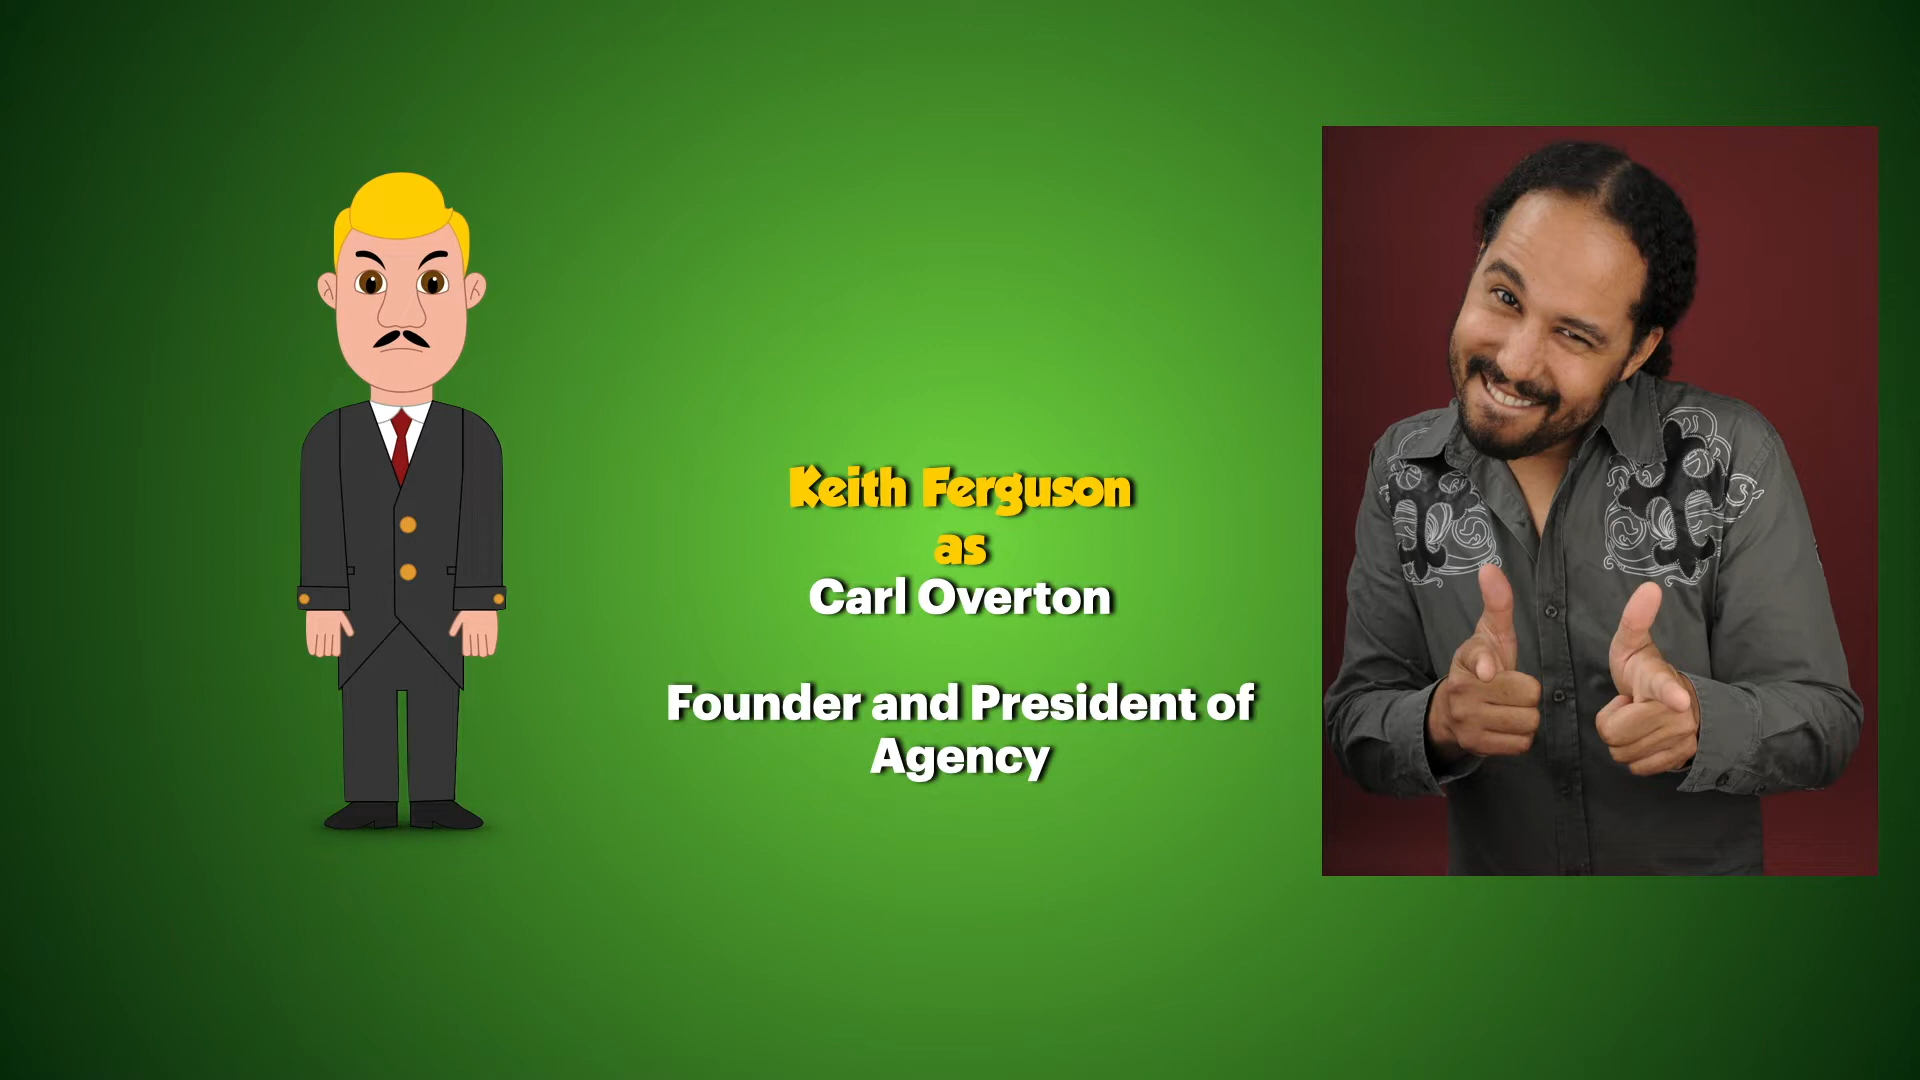 Keith Ferguson
as
Carl Overton
Founder and President of
Agency